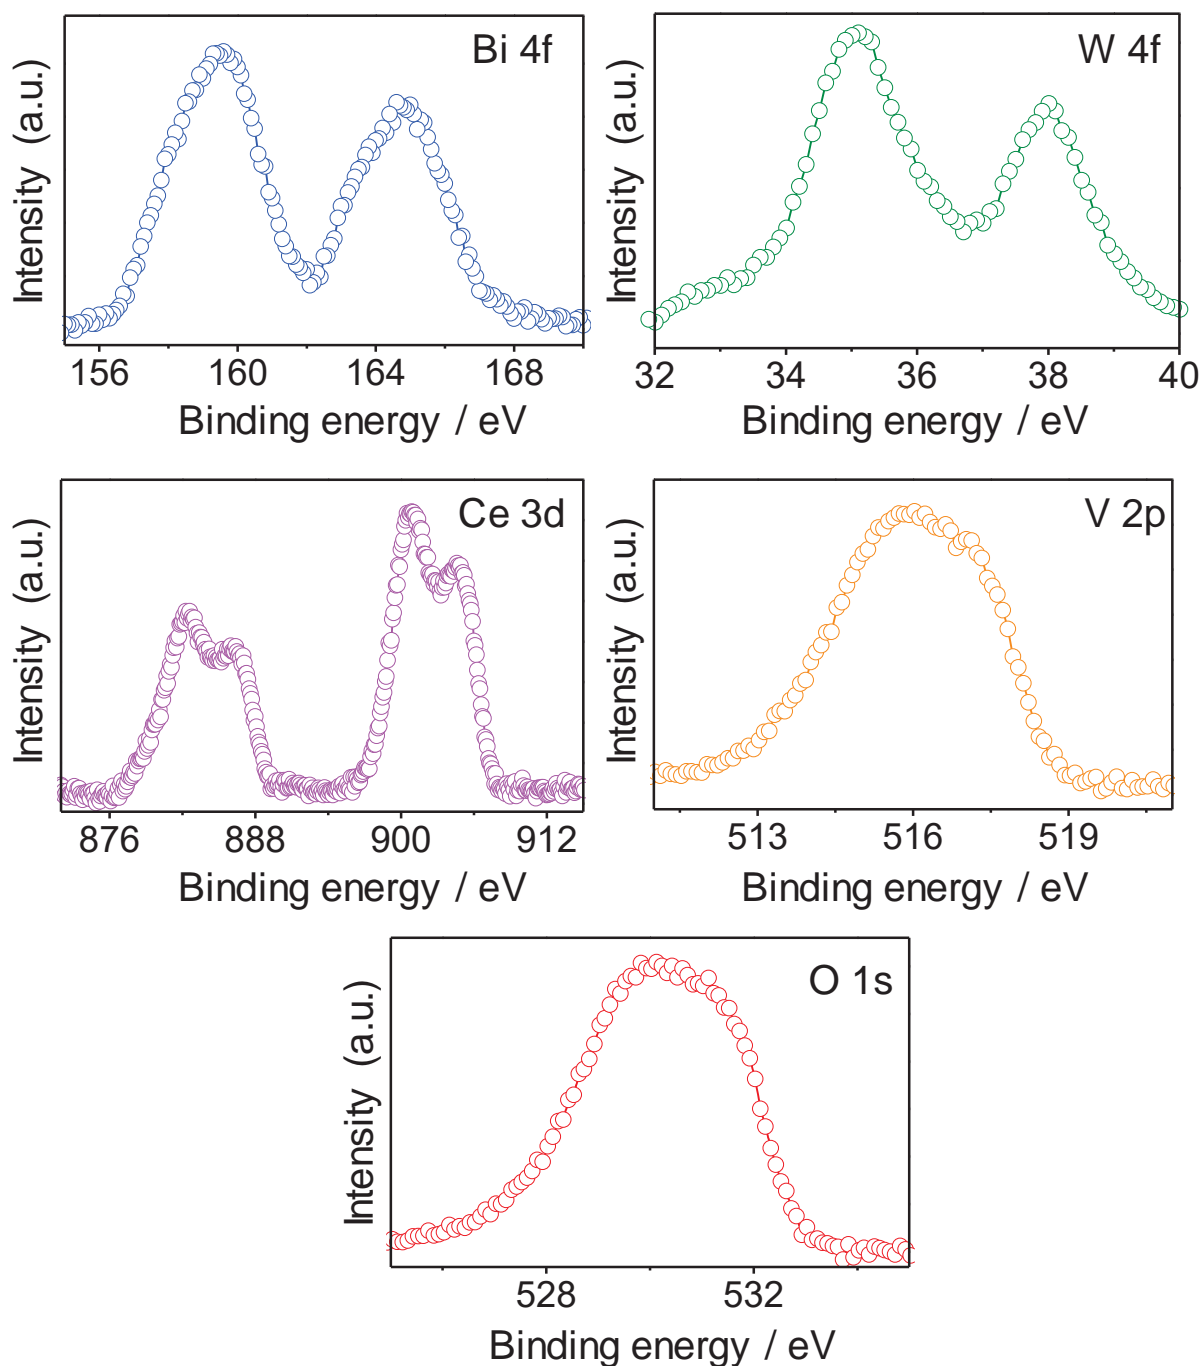 Bi 4f
Intensity (a.u.)
156 160 164 168
Binding energy / eV
W 4f
Intensity (a.u.)
32 34 36 38 40
Binding energy / eV
Ce 3d
Intensity (a.u.)
876 888 900 912
Binding energy / eV
V 2p
Intensity (a.u.)
513 516 519
Binding energy / eV
O 1s
Intensity (a.u.)
528 532
Binding energy / eV